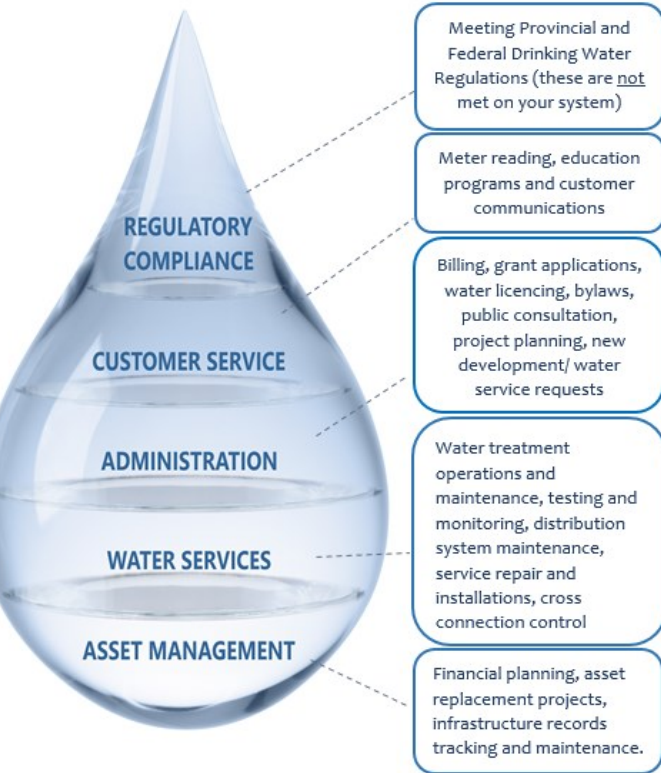 Meeting Provincial and
Federal Drinking Water
Regulations (these are not
met on your system)
REGULATORY
COMPLIANCE
Meter reading, education
programs and customer
communications
CUSTOMER SERVICE
Billing, grant applications,
water licencing, bylaws,
public consultation,
project planning, new
development/ water
service requests
ADMINISTRATION
Water treatment
operations and
maintenance, testing and
monitoring, distribution
system maintenance,
service repair and
installations, cross
connection control
WATER SERVICES
Financial planning, asset
replacement projects,
infrastructure records
tracking and maintenance.
ASSET MANAGEMENT